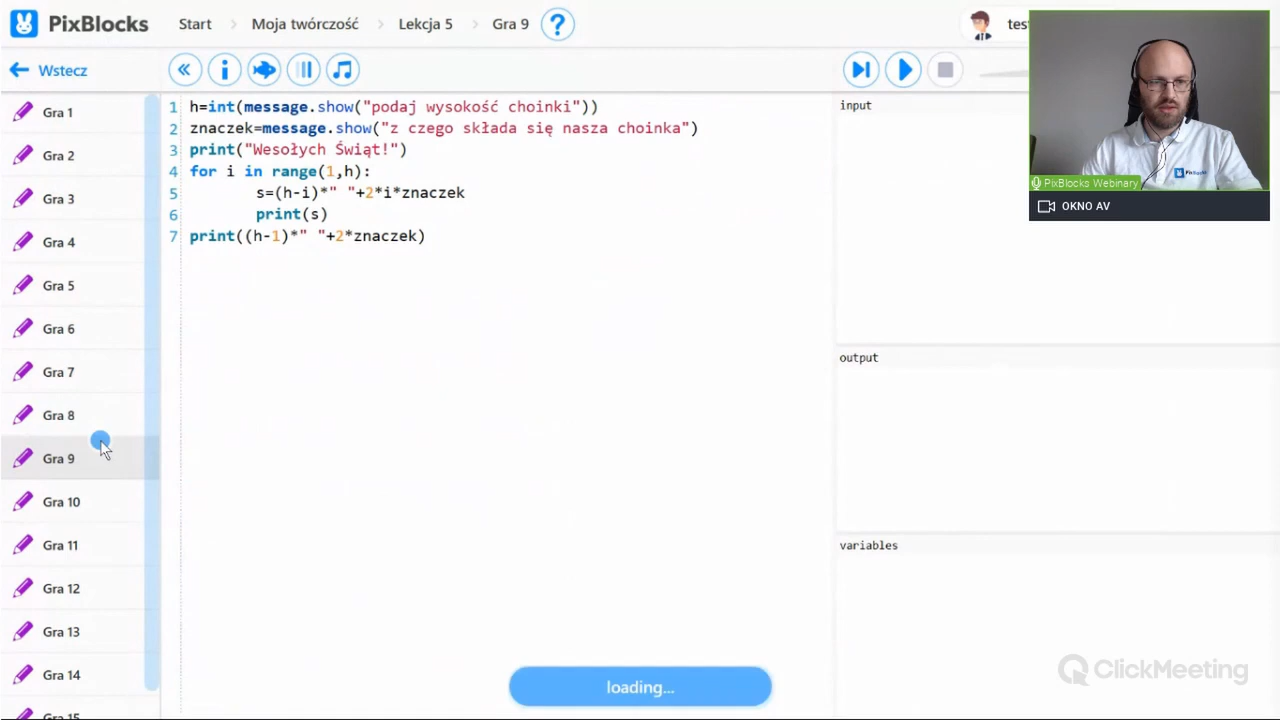 PixBlocks Start Moja twórczość Lekcja 5 Gra 9 ?
Wstecz
Gra 1
Gra 2
Gra 3
Gra 4
Gra 5
Gra 6
Gra 7
Gra 8
Gra 9
Gra 10
Gra 11
Gra 12
Gra 13
Gra 14
Gra 15
1 h=int(message.show("podaj wysokość choinki"))
2 znaczek=message.show("z czego składa się nasza choinka")
3 print("Wesołych Świąt!")
4 for i in range(1,h):
5 s=(h-i)*" "+2*i*znaczek
6 print(s)
7 print((h-1)*" "+2*znaczek)
loading...
input
output
variables
PixBlocks
PixBlocks Webinary
OKNO AV
ClickMeeting